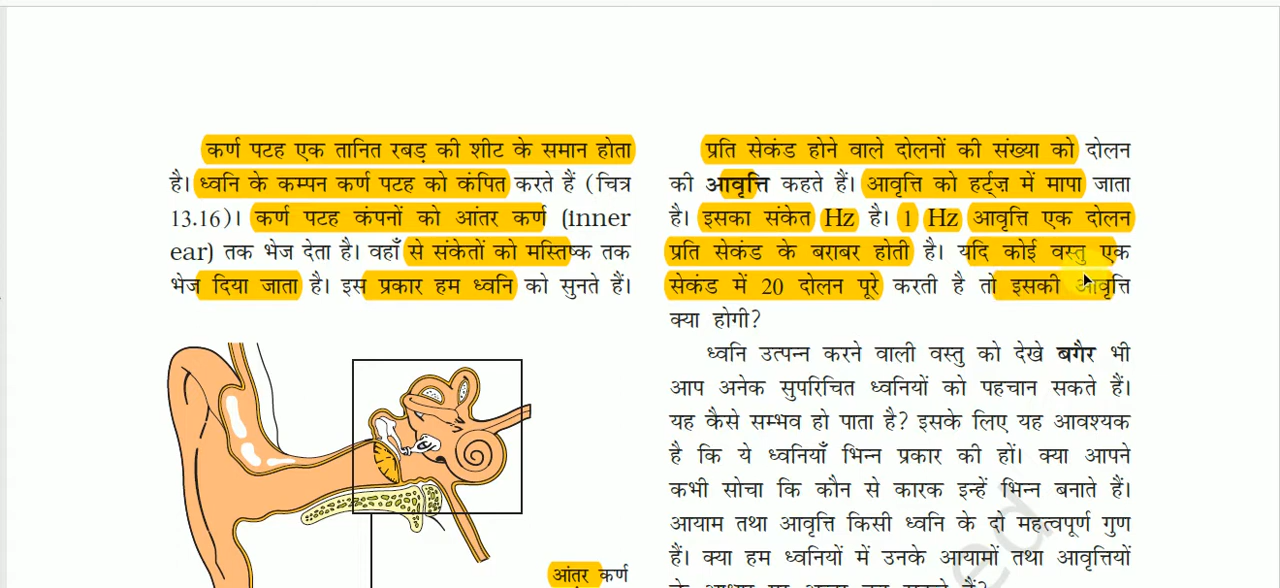 कर्ण पटह एक तानित रबड़ की शीट के समान होता
है। ध्वनि के कम्पन कर्ण पटह को कंपित करते हैं (चित्र
13.16)। कर्ण पटह कंपनों को आंतर कर्ण (inner
ear) तक भेज देता है। वहाँ से संकेतों को मस्तिष्क तक
भेज दिया जाता है। इस प्रकार हम ध्वनि को सुनते हैं।
आंतर कर्ण
प्रति सेकंड होने वाले दोलनों की संख्या को दोलन
की आवृत्ति कहते हैं। आवृत्ति को हर्ट्ज़ में मापा जाता
है। इसका संकेत Hz है। 1 Hz आवृत्ति एक दोलन
प्रति सेकंड के बराबर होती है। यदि कोई वस्तु एक
सेकंड में 20 दोलन पूरे करती है तो इसकी आवृत्ति
क्या होगी?
ध्वनि उत्पन्न करने वाली वस्तु को देखे बगैर भी
आप अनेक सुपरिचित ध्वनियों को पहचान सकते हैं।
यह कैसे सम्भव हो पाता है? इसके लिए यह आवश्यक
है कि ये ध्वनियाँ भिन्न प्रकार की हों। क्या आपने
कभी सोचा कि कौन से कारक इन्हें भिन्न बनाते हैं।
आयाम तथा आवृत्ति किसी ध्वनि के दो महत्वपूर्ण गुण
हैं। क्या हम ध्वनियों में उनके आयामों तथा आवृत्तियों